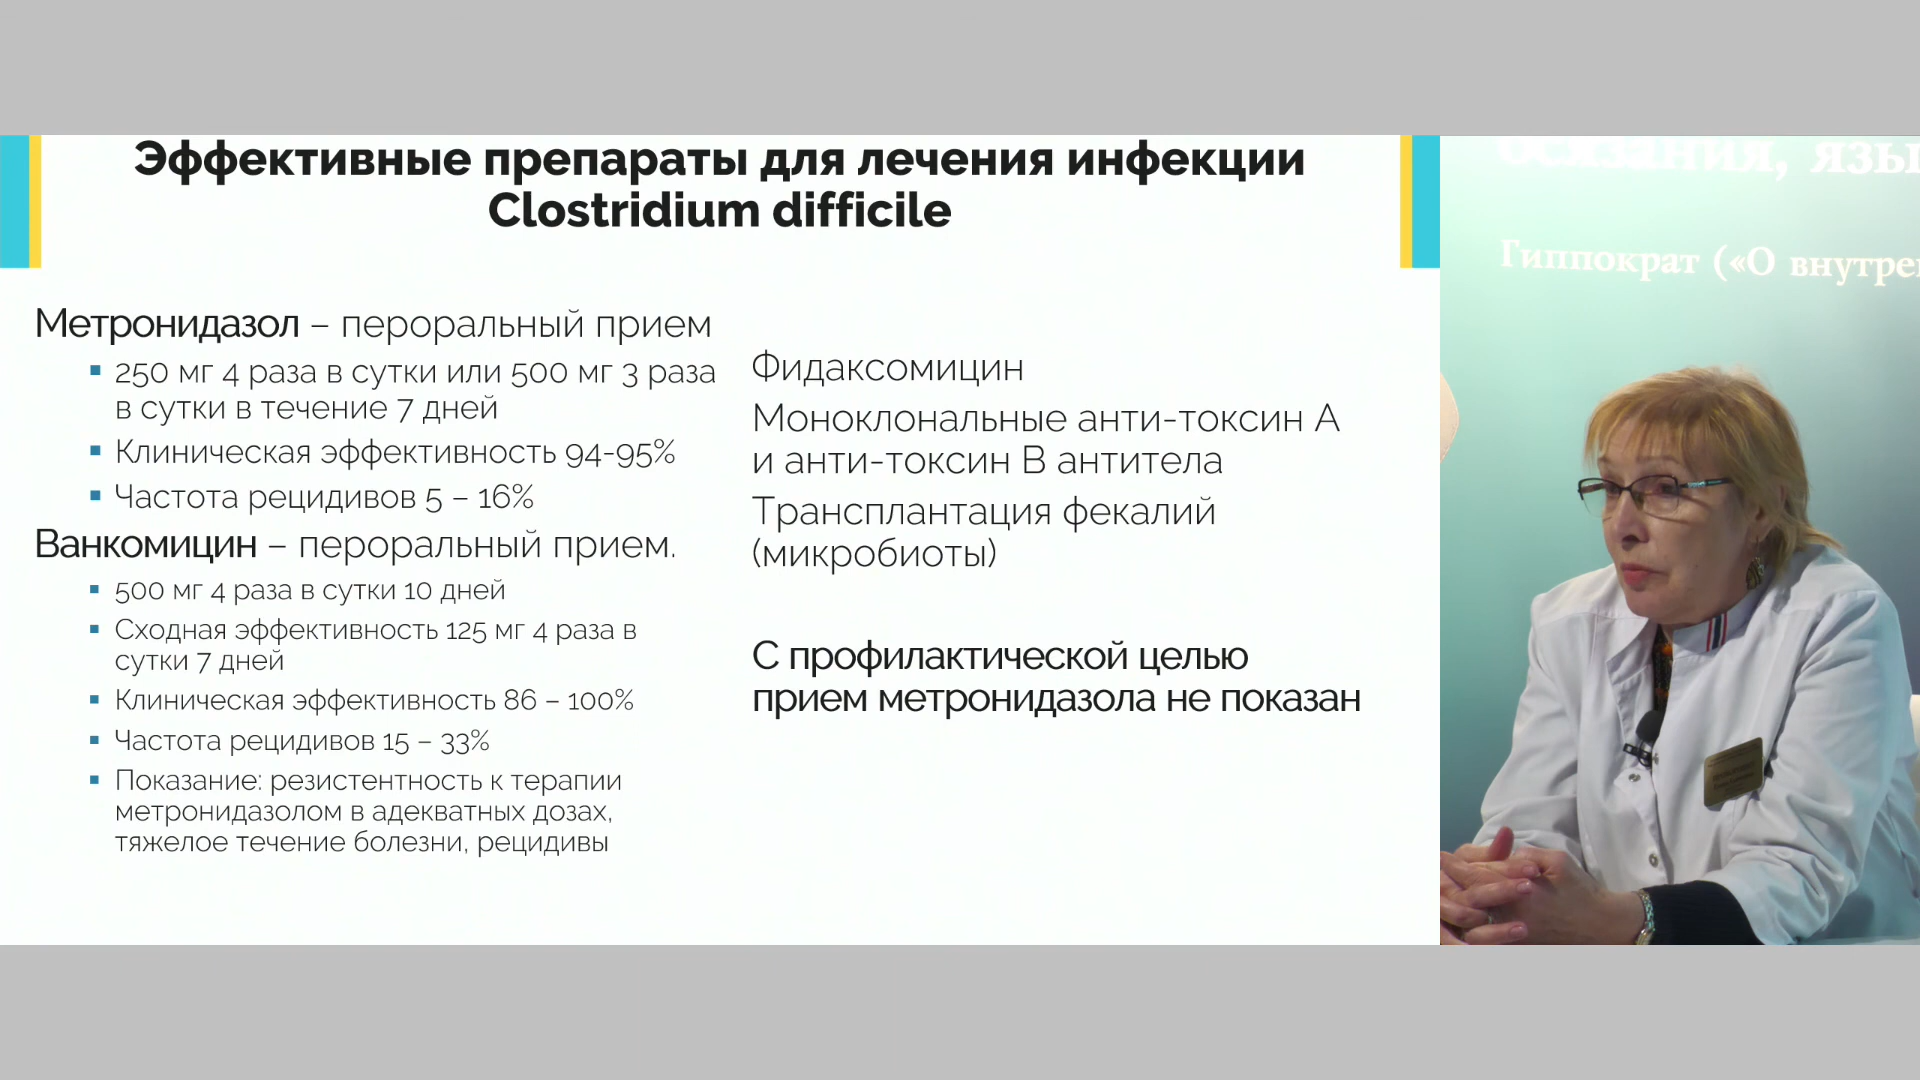 Эффективные препараты для лечения инфекции
Clostridium difficile
Метронидазол – пероральный прием
▪ 250 мг 4 раза в сутки или 500 мг 3 раза
в сутки в течение 7 дней
▪ Клиническая эффективность 94-95%
▪ Частота рецидивов 5 – 16%
Ванкомицин – пероральный прием.
▪ 500 мг 4 раза в сутки 10 дней
▪ Сходная эффективность 125 мг 4 раза в
сутки 7 дней
▪ Клиническая эффективность 86 – 100%
▪ Частота рецидивов 15 – 33%
▪ Показание: резистентность к терапии
метронидазолом в адекватных дозах,
тяжелое течение болезни, рецидивы
Фидаксомицин
Моноклональные анти-токсин А
и анти-токсин В антитела
Трансплантация фекалий
(микробиоты)
С профилактической целью
прием метронидазола не показан
Гиппократ («О